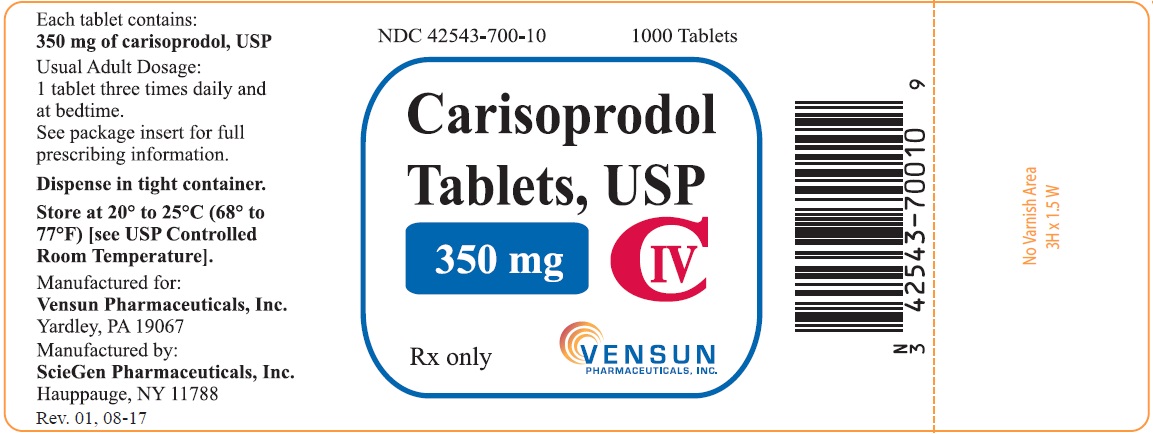 Each tablet contains:
350 mg of carisoprodol, USP
Usual Adult Dosage:
1 tablet three times daily and
at bedtime.
See package insert for full
prescribing information.
Dispense in tight container.
Store at 20° to 25°C (68° to
77°F) [see USP Controlled
Room Temperature].
Manufactured for:
Vensun Pharmaceuticals, Inc.
Yardley, PA 19067
Manufactured by:
ScieGen Pharmaceuticals, Inc.
Hauppauge, NY 11788
Rev. 01, 08-17
NDC 42543-700-10 1000 Tablets
Carisoprodol
Tablets, USP
350 mg CIV
Rx only
VENSUN
PHARMACEUTICALS, INC.
N
3 42543-70010 9
No Varnish Area
3H x 1.5 W